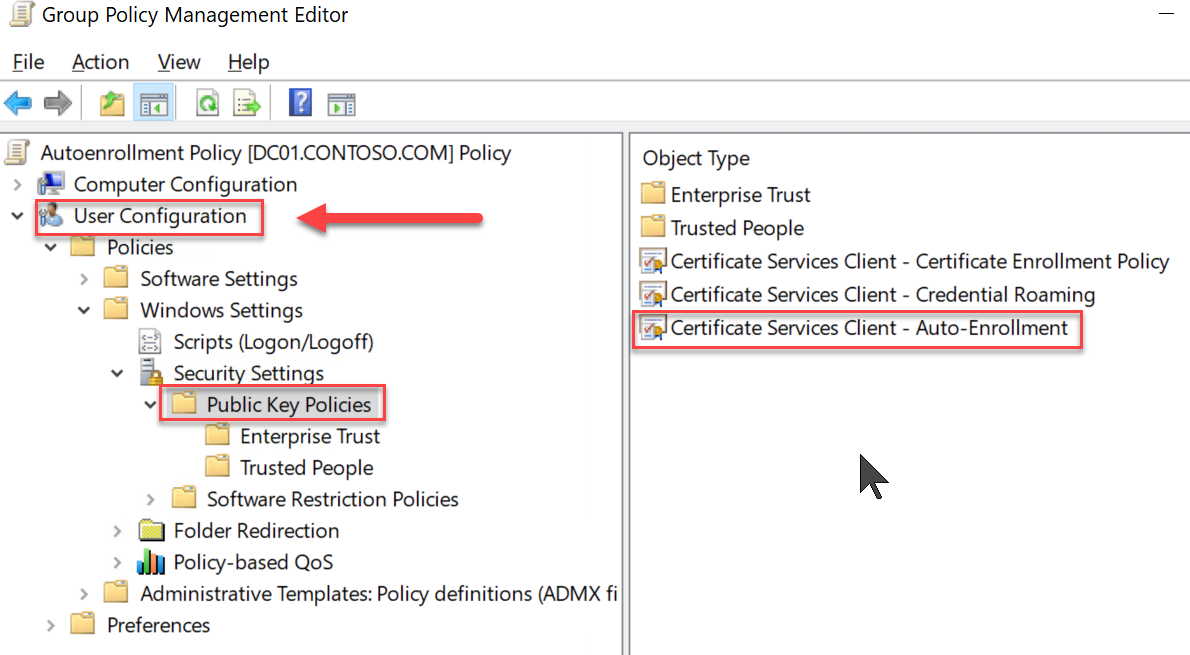 Group Policy Management Editor
File Action View Help
Autoenrollment Policy [DC01.CONTOSO.COM] Policy
Computer Configuration
User Configuration
Policies
Software Settings
Windows Settings
Scripts (Logon/Logoff)
Security Settings
Public Key Policies
Enterprise Trust
Trusted People
Software Restriction Policies
Folder Redirection
Policy-based QoS
Administrative Templates: Policy definitions (ADMX fi
Preferences
Object Type
Enterprise Trust
Trusted People
Certificate Services Client - Certificate Enrollment Policy
Certificate Services Client - Credential Roaming
Certificate Services Client - Auto-Enrollment